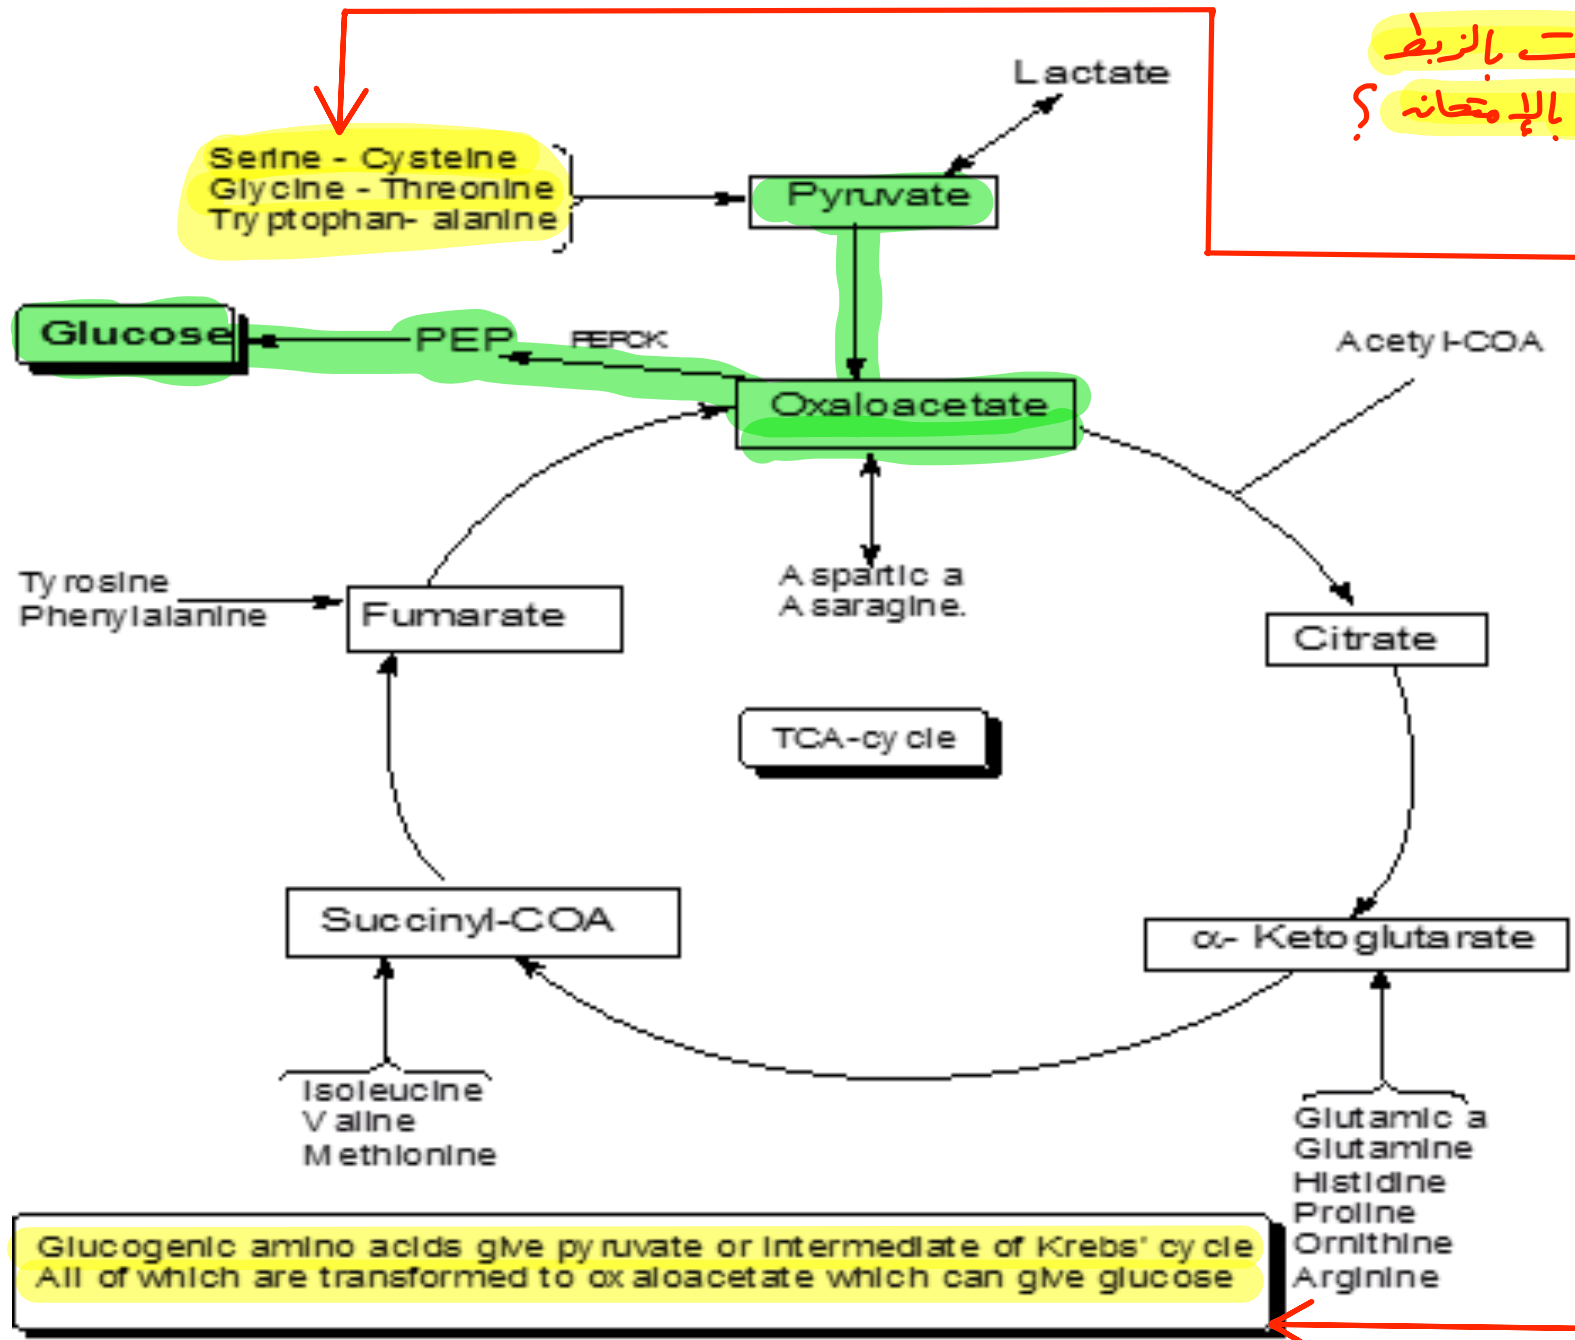 ت بالزبط
بالإمتحانه ؟
Lactate
Serine - Cysteine
Glycine - Threonine
Tryptophan- alanine
Pyruvate
Glucose
PEP
PEPCK
Acetyl-COA
Oxaloacetate
Aspartic a
Asaragine.
Tyrosine
Phenylalanine
Fumarate
Citrate
TCA-cycle
Succinyl-COA
α- Ketoglutarate
Isoleucine
Valine
Methionine
Glutamic a
Glutamine
Histidine
Proline
Ornithine
Arginine
Glucogenic amino acids give pyruvate or intermediate of Krebs' cycle
All of which are transformed to oxaloacetate which can give glucose